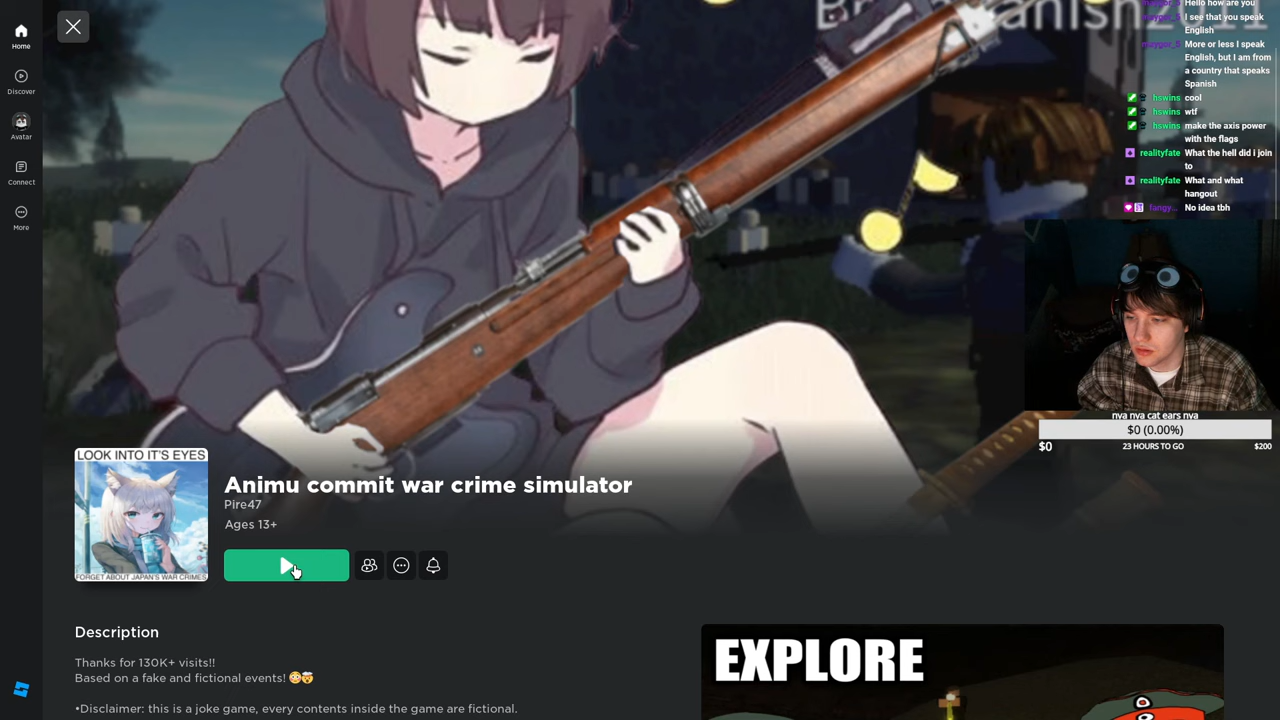 Home
Discover
Avatar
Connect
More
Hello how are you
I see that you speak
English
More or less I speak
English, but I am from
a country that speaks
Spanish
hswins cool
hswins wtf
hswins make the axis power
with the flags
realityfate What the hell did i join
to
realityfate What and what
hangout
fangy... No idea tbh
nya nya cat ears nya
$0 (0.00%)
$0 23 HOURS TO GO $200
LOOK INTO IT'S EYES
FORGET ABOUT JAPAN'S WAR CRIMES
Animu commit war crime simulator
Pire47
Ages 13+
Description
Thanks for 130K+ visits!!
Based on a fake and fictional events! 😳🤯
•Disclaimer: this is a joke game, every contents inside the game are fictional.
EXPLORE